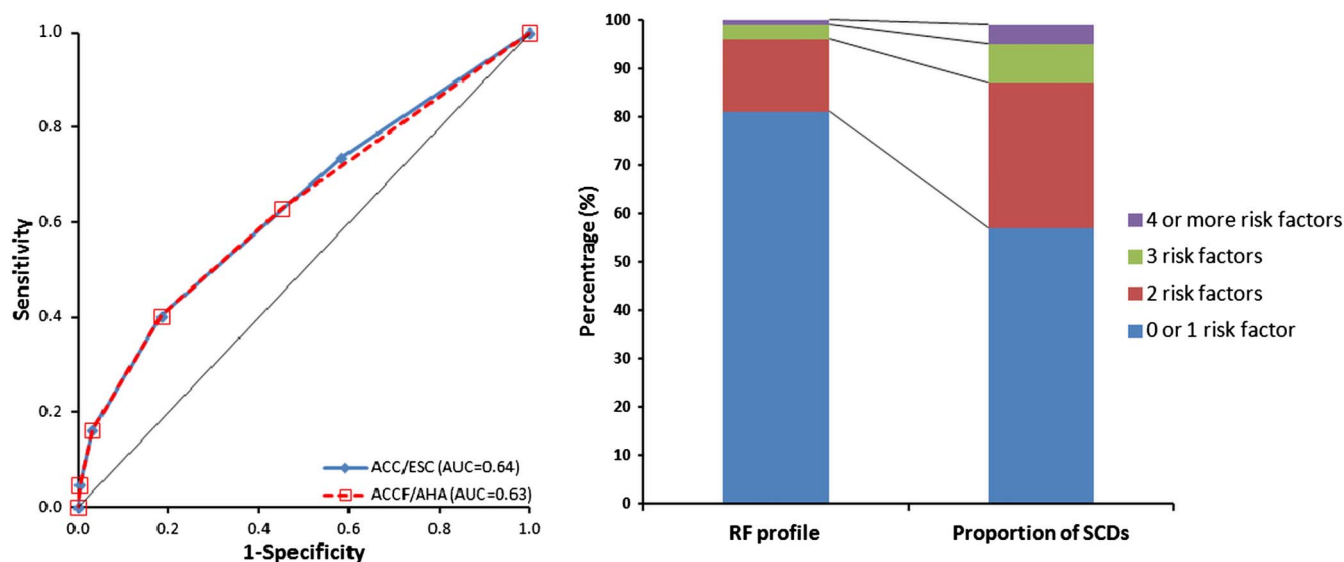 1.0
0.8
0.6
0.4
0.2
0.0
Sensitivity
0.0 0.2 0.4 0.6 0.8 1.0
1-Specificity
ACC/ESC (AUC=0.64)
ACCF/AHA (AUC=0.63)
100
90
80
70
60
50
40
30
20
10
0
Percentrage (%)
RF profile Proportion of SCDs
4 or more risk factors
3 risk factors
2 risk factors
0 or 1 risk factor